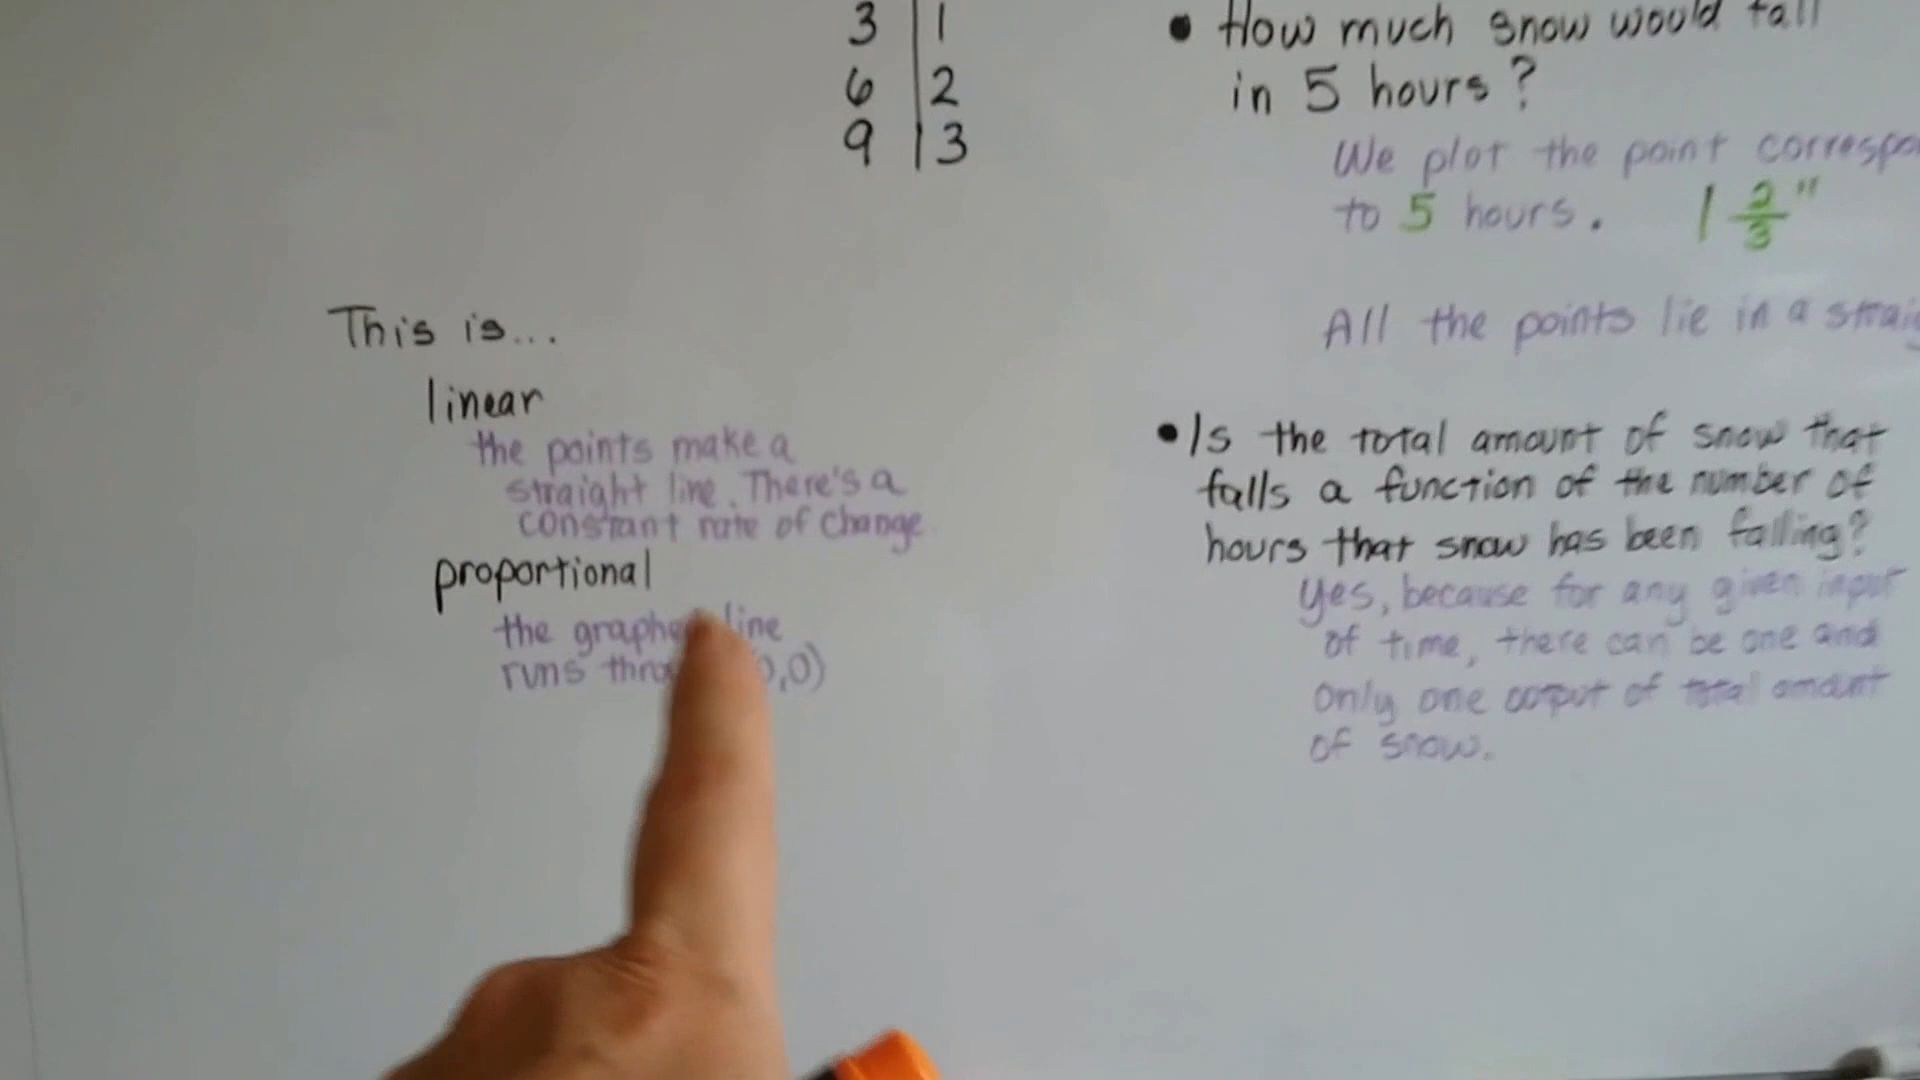 3 | 1
6 | 2
9 | 3
This is...
linear
the points make a
straight line. There's a
constant rate of change.
proportional
the graphed line
runs through (0,0)
• How much snow would fall
in 5 hours?
We plot the point
to 5 hours. 1 2/3"
All the points lie in a
• Is the total amount of snow that
falls a function of the number of
hours that snow has been falling?
Yes, because for any given input
of time, there can be one and
only one output of total amount
of snow.